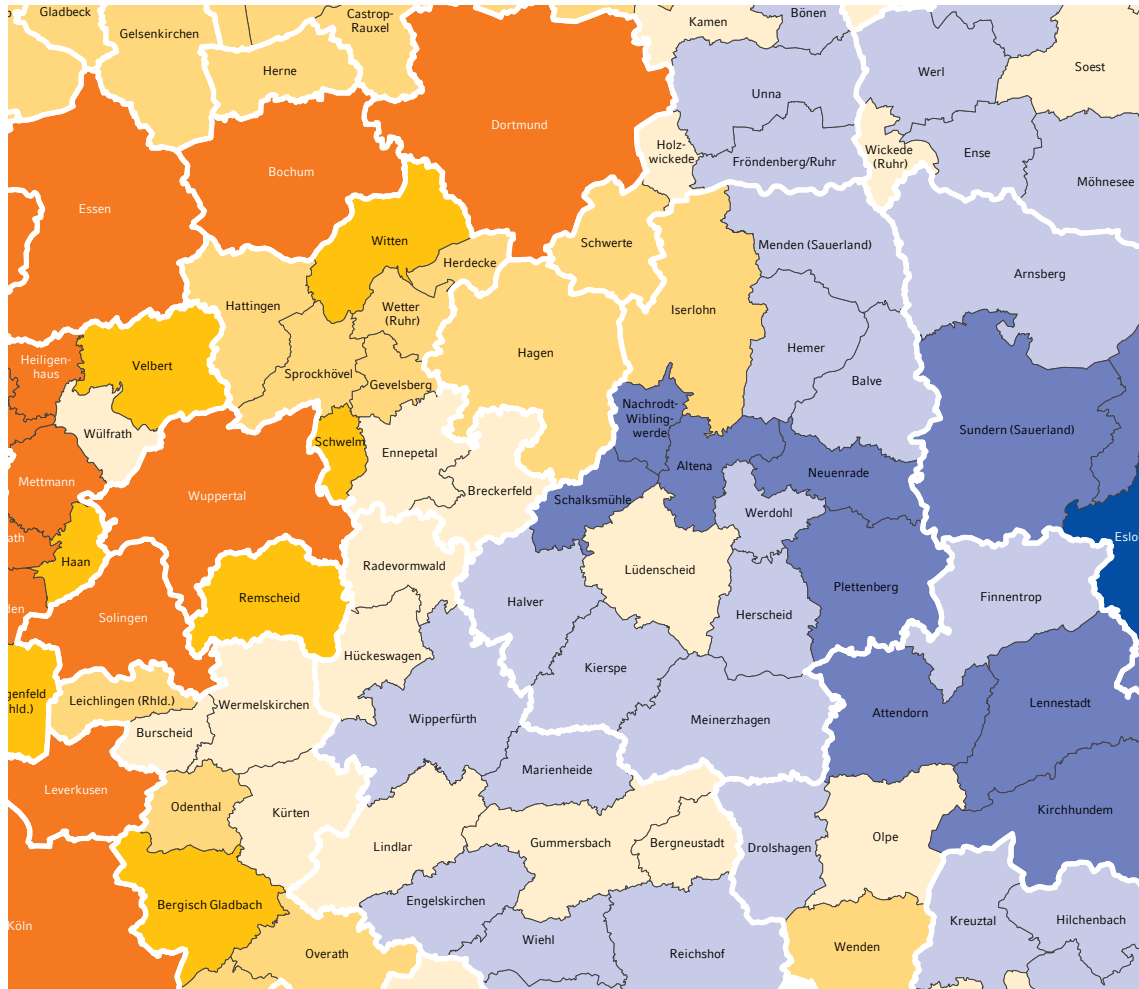 Gladbeck
Gelsenkirchen
Castrop-
Rauxel
Herne
Kamen
Bönen
Unna
Werl
Soest
Dortmund
Bochum
Essen
Holz-
wickede
Fröndenberg/Ruhr
Wickede
(Ruhr)
Ense
Möhnesee
Witten
Herdecke
Schwerte
Menden (Sauerland)
Arnsberg
Hattingen
Wetter
(Ruhr)
Iserlohn
Hagen
Hemer
Balve
Heiligen-
haus
Velbert
Sprockhövel
Gevelsberg
Nachrodt-
Wibling-
werde
Sundern (Sauerland)
Wülfrath
Schwelm
Ennepetal
Breckerfeld
Altena
Neuenrade
Mettmann
Wuppertal
Schalksmühle
Werdohl
ath
Eslo
Haan
Radevormwald
Lüdenscheid
Plettenberg
Finnentrop
den
Solingen
Remscheid
Halver
Herscheid
Hückeswagen
Kierspe
genfeld
hld.)
Leichlingen (Rhld.)
Wermelskirchen
Burscheid
Wipperfürth
Meinerzhagen
Attendorn
Lennestadt
Leverkusen
Odenthal
Kürten
Marienheide
Kirchhundem
Lindlar
Gummersbach
Bergneustadt
Drolshagen
Olpe
Köln
Bergisch Gladbach
Engelskirchen
Kreuztal
Hilchenbach
Overath
Wiehl
Reichshof
Wenden